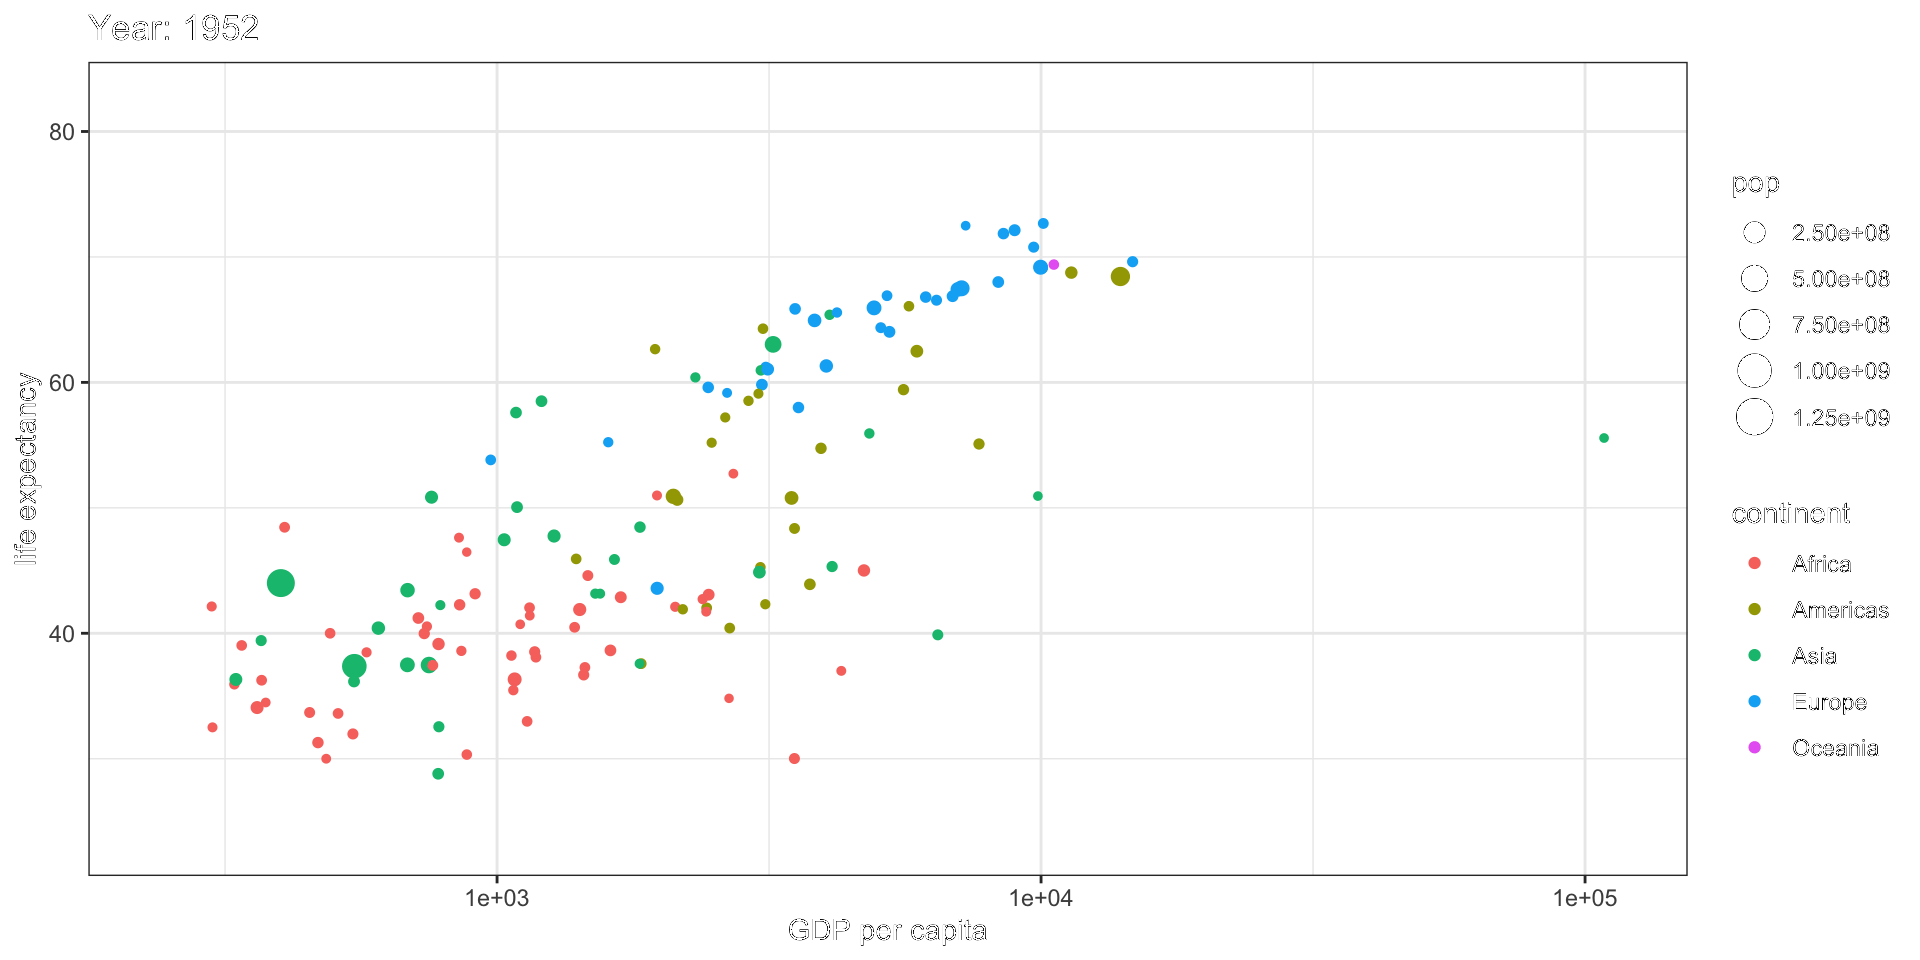 Year: 1952
80
60
40
life expectancy
1e+03
1e+04
1e+05
GDP per capita
pop
2.50e+08
5.00e+08
7.50e+08
1.00e+09
1.25e+09
continent
Africa
Americas
Asia
Europe
Oceania